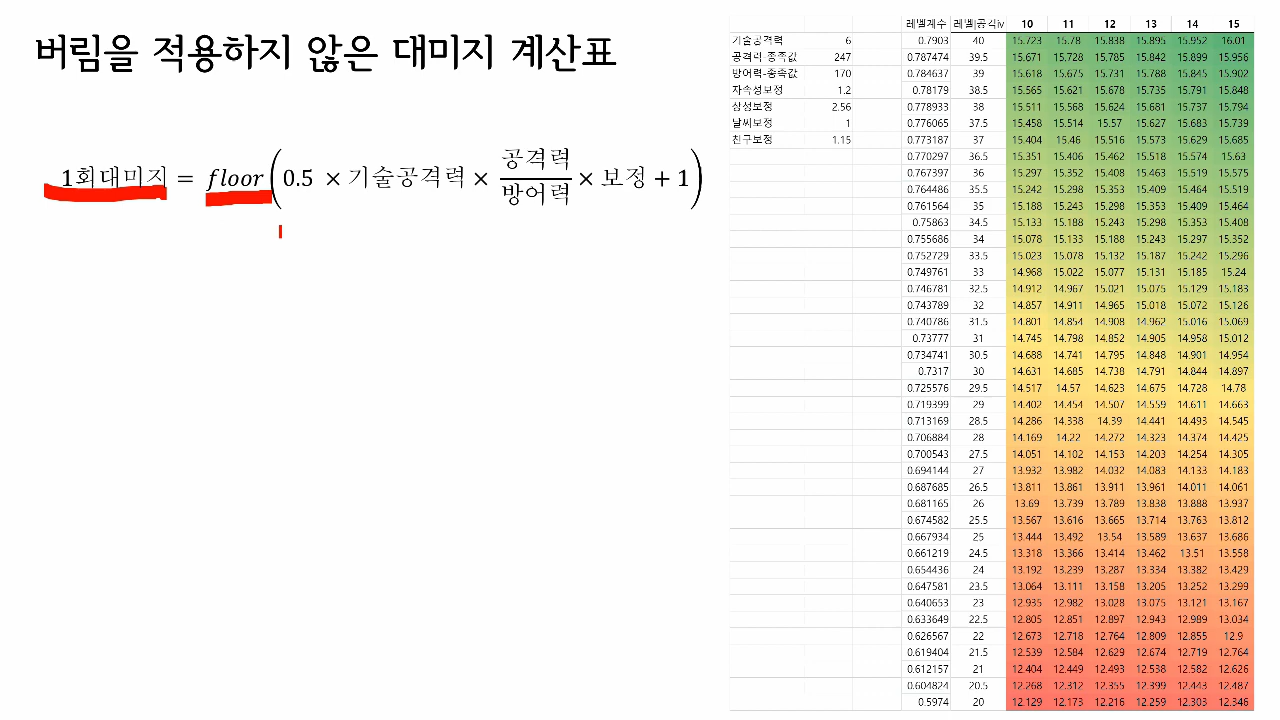 버림을 적용하지 않은 대미지 계산표
1회대미지 = floor(0.5 × 기술공격력 × 공격력/방어력 × 보정 + 1)
레벨계수 레벨|공격iv 10 11 12 13 14 15
기술공격력 6 0.7903 40 15.723 15.78 15.838 15.895 15.952 16.01
공격력-종족값 247 0.787474 39.5 15.671 15.728 15.785 15.842 15.899 15.956
방어력-종족값 170 0.784637 39 15.618 15.675 15.731 15.788 15.845 15.902
자속성보정 1.2 0.78179 38.5 15.565 15.621 15.678 15.735 15.791 15.848
상성보정 2.56 0.778933 38 15.511 15.568 15.624 15.681 15.737 15.794
날씨보정 1 0.776065 37.5 15.458 15.514 15.57 15.627 15.683 15.739
친구보정 1.15 0.773187 37 15.404 15.46 15.516 15.573 15.629 15.685
0.770297 36.5 15.351 15.406 15.462 15.518 15.574 15.63
0.767397 36 15.297 15.352 15.408 15.463 15.519 15.575
0.764486 35.5 15.242 15.298 15.353 15.409 15.464 15.519
0.761564 35 15.188 15.243 15.298 15.353 15.409 15.464
0.75863 34.5 15.133 15.188 15.243 15.298 15.353 15.408
0.755686 34 15.078 15.133 15.188 15.243 15.297 15.352
0.752729 33.5 15.023 15.078 15.132 15.187 15.242 15.296
0.749761 33 14.968 15.022 15.077 15.131 15.185 15.24
0.746781 32.5 14.912 14.967 15.021 15.075 15.129 15.183
0.743789 32 14.857 14.911 14.965 15.018 15.072 15.126
0.740786 31.5 14.801 14.854 14.908 14.962 15.016 15.069
0.73777 31 14.745 14.798 14.852 14.905 14.958 15.012
0.734741 30.5 14.688 14.741 14.795 14.848 14.901 14.954
0.7317 30 14.631 14.685 14.738 14.791 14.844 14.897
0.725576 29.5 14.517 14.57 14.623 14.675 14.728 14.78
0.719399 29 14.402 14.454 14.507 14.559 14.611 14.663
0.713169 28.5 14.286 14.338 14.39 14.441 14.493 14.545
0.706884 28 14.169 14.22 14.272 14.323 14.374 14.425
0.700543 27.5 14.051 14.102 14.153 14.203 14.254 14.305
0.694144 27 13.932 13.982 14.032 14.083 14.133 14.183
0.687685 26.5 13.811 13.861 13.911 13.961 14.011 14.061
0.681165 26 13.69 13.739 13.789 13.838 13.888 13.937
0.674582 25.5 13.567 13.616 13.665 13.714 13.763 13.812
0.667934 25 13.444 13.492 13.54 13.589 13.637 13.686
0.661219 24.5 13.318 13.366 13.414 13.462 13.51 13.558
0.654436 24 13.192 13.239 13.287 13.334 13.382 13.429
0.647581 23.5 13.064 13.111 13.158 13.205 13.252 13.299
0.640653 23 12.935 12.982 13.028 13.075 13.121 13.167
0.633649 22.5 12.805 12.851 12.897 12.943 12.989 13.034
0.626567 22 12.673 12.718 12.764 12.809 12.855 12.9
0.619404 21.5 12.539 12.584 12.629 12.674 12.719 12.764
0.612157 21 12.404 12.449 12.493 12.538 12.582 12.626
0.604824 20.5 12.268 12.312 12.355 12.399 12.443 12.487
0.5974 20 12.129 12.173 12.216 12.259 12.303 12.346